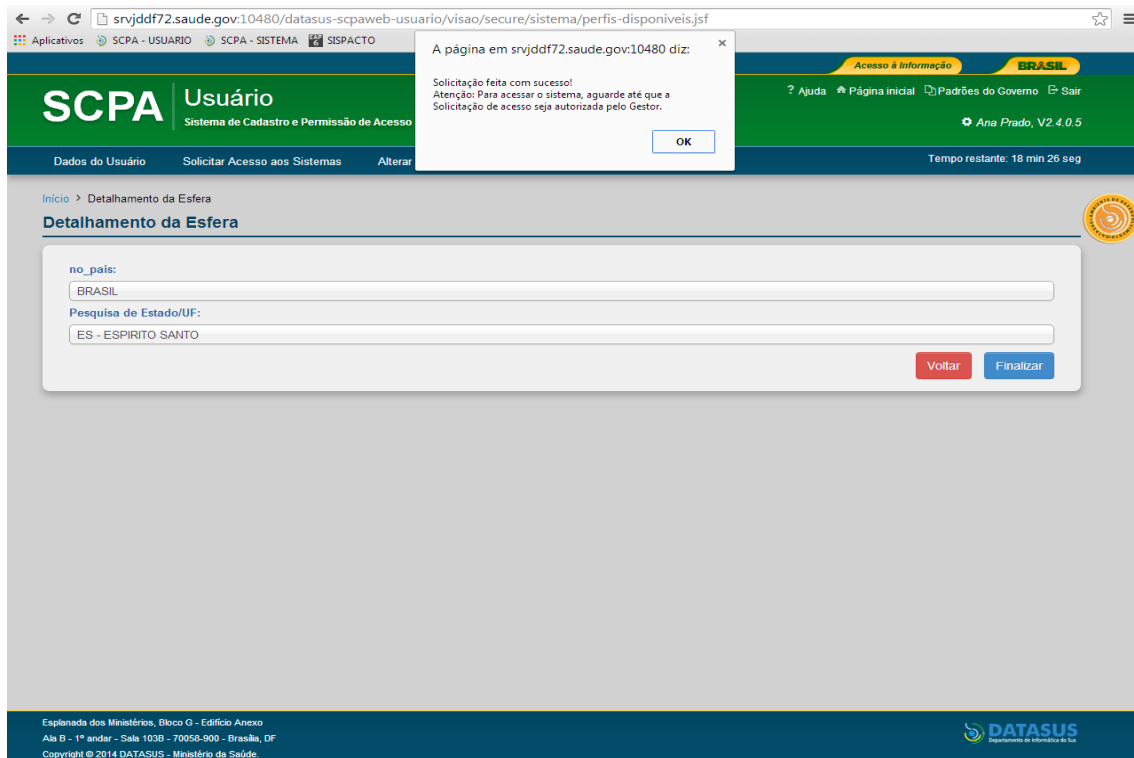 srvjddf72.saude.gov:10480/datasus-scpaweb-usuario/visao/secure/sistema/perfis-disponiveis.jsf
Aplicativos SCPA - USUARIO SCPA - SISTEMA SISPACTO
A página em srvjddf72.saude.gov:10480 diz:
×
Solicitação feita com sucesso!
Atenção: Para acessar o sistema, aguarde até que a
Solicitação de acesso seja autorizada pelo Gestor.
OK
Acesso à Informação BRASIL
SCPA Usuário
Sistema de Cadastro e Permissão de Acesso
? Ajuda Página inicial Padrões do Governo Sair
Ana Prado, V2.4.0.5
Dados do Usuário Solicitar Acesso aos Sistemas Alterar Tempo restante: 18 min 26 seg
Início > Detalhamento da Esfera
Detalhamento da Esfera
no_pais:
BRASIL
Pesquisa de Estado/UF:
ES - ESPIRITO SANTO
Voltar Finalizar
Esplanada dos Ministérios, Bloco G - Edifício Anexo
Ala B - 1º andar - Sala 103B - 70058-900 - Brasília, DF
Copyright © 2014 DATASUS - Ministério da Saúde.
DATASUS
Departamento de Informática do Sus